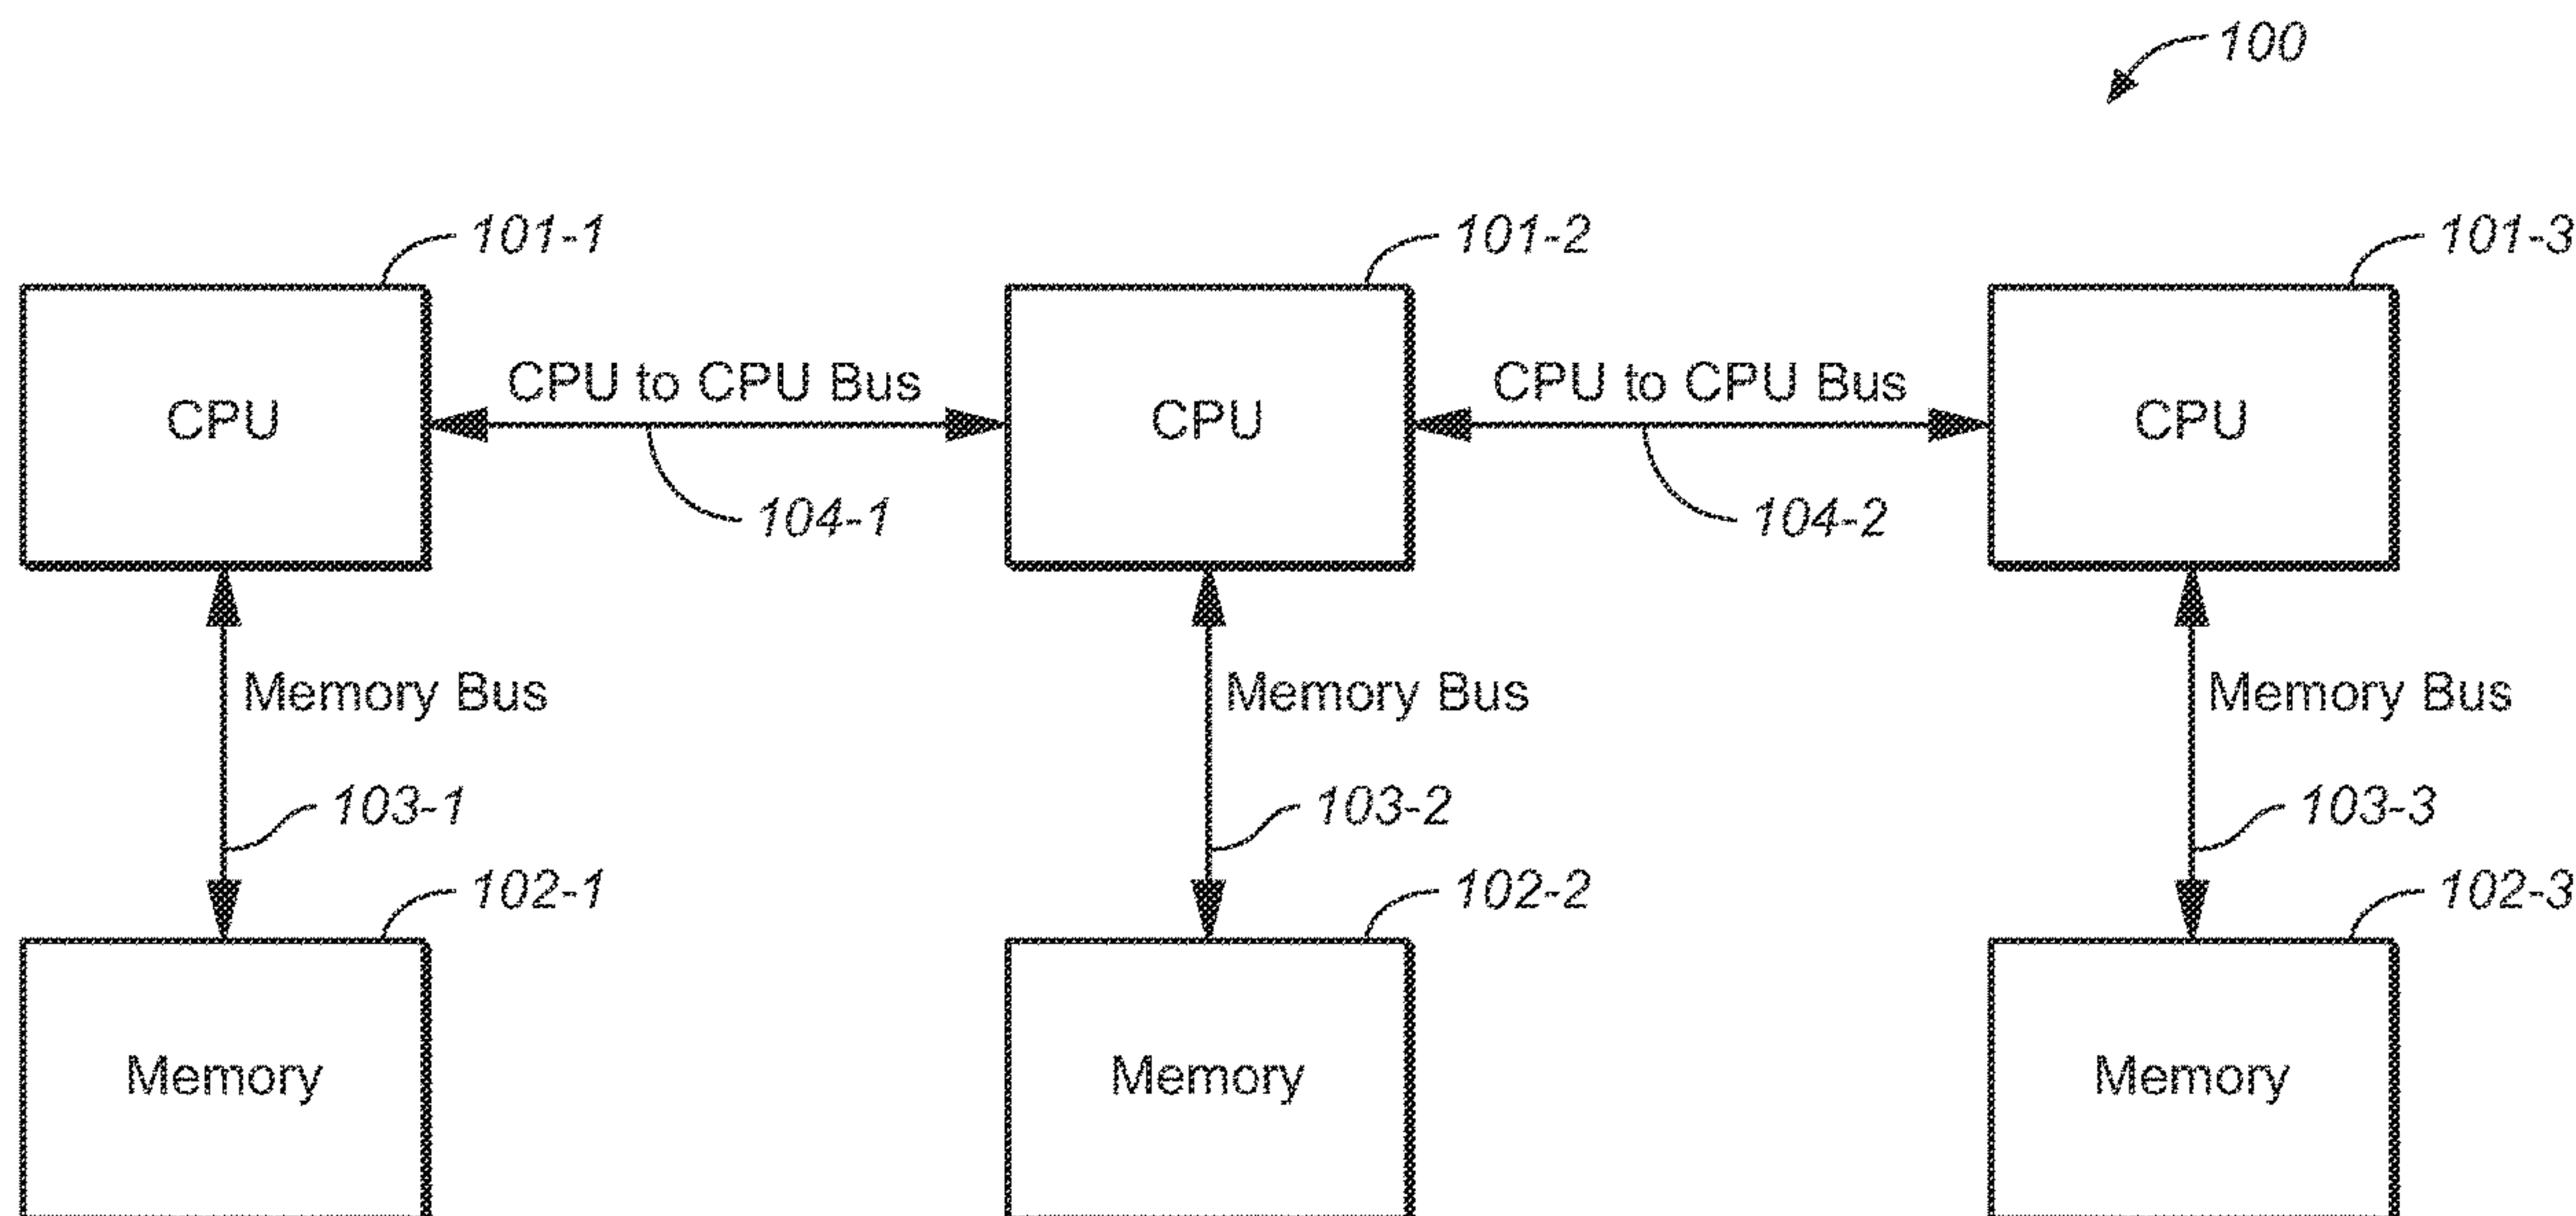 100
101-1
101-2
101-3
CPU to CPU Bus
CPU to CPU Bus
CPU
CPU
CPU
104-1
104-2
Memory Bus
Memory Bus
Memory Bus
103-1
103-2
103-3
102-1
102-2
102-3
Memory
Memory
Memory